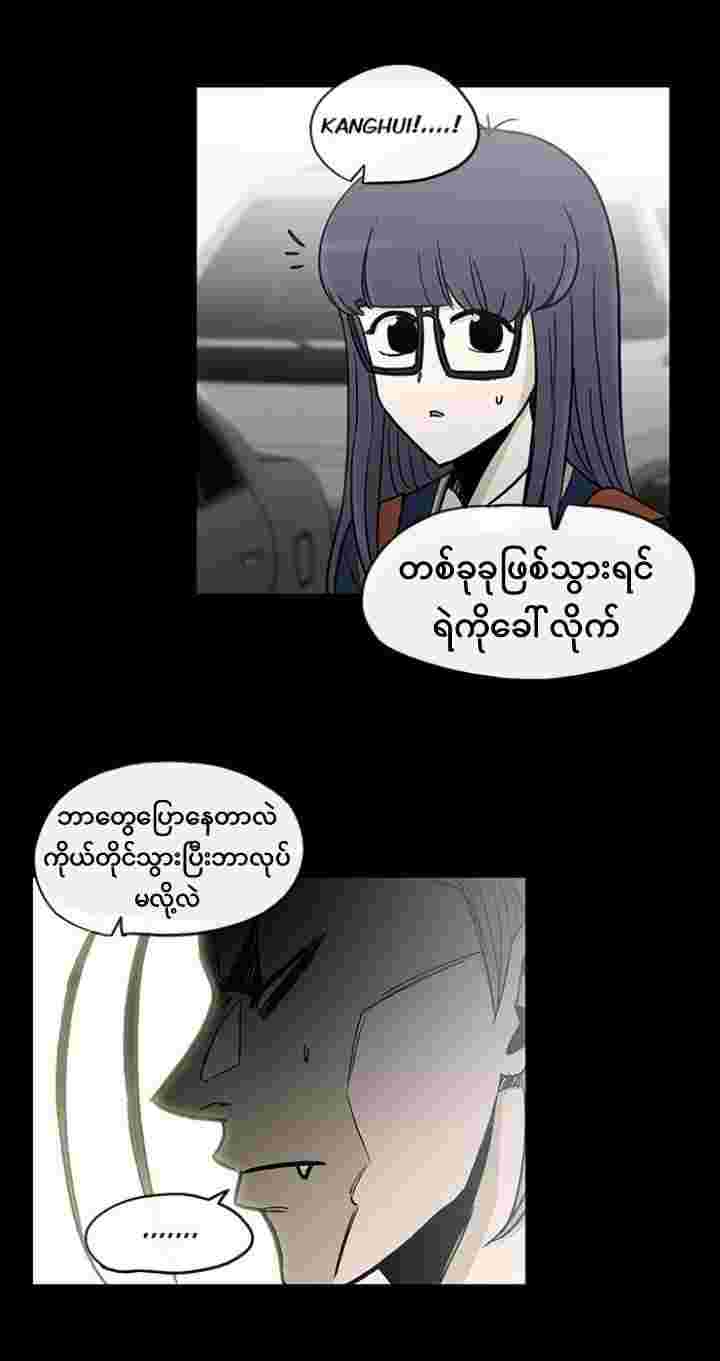 KANGHUI!....!
တစ်ခုခုဖြစ်သွားရင်
ရဲကိုခေါ်လိုက်
ဘာတွေပြောနေတာလဲ
ကိုယ်တိုင်သွားပြီးဘာလုပ်
မလို့လဲ
.......